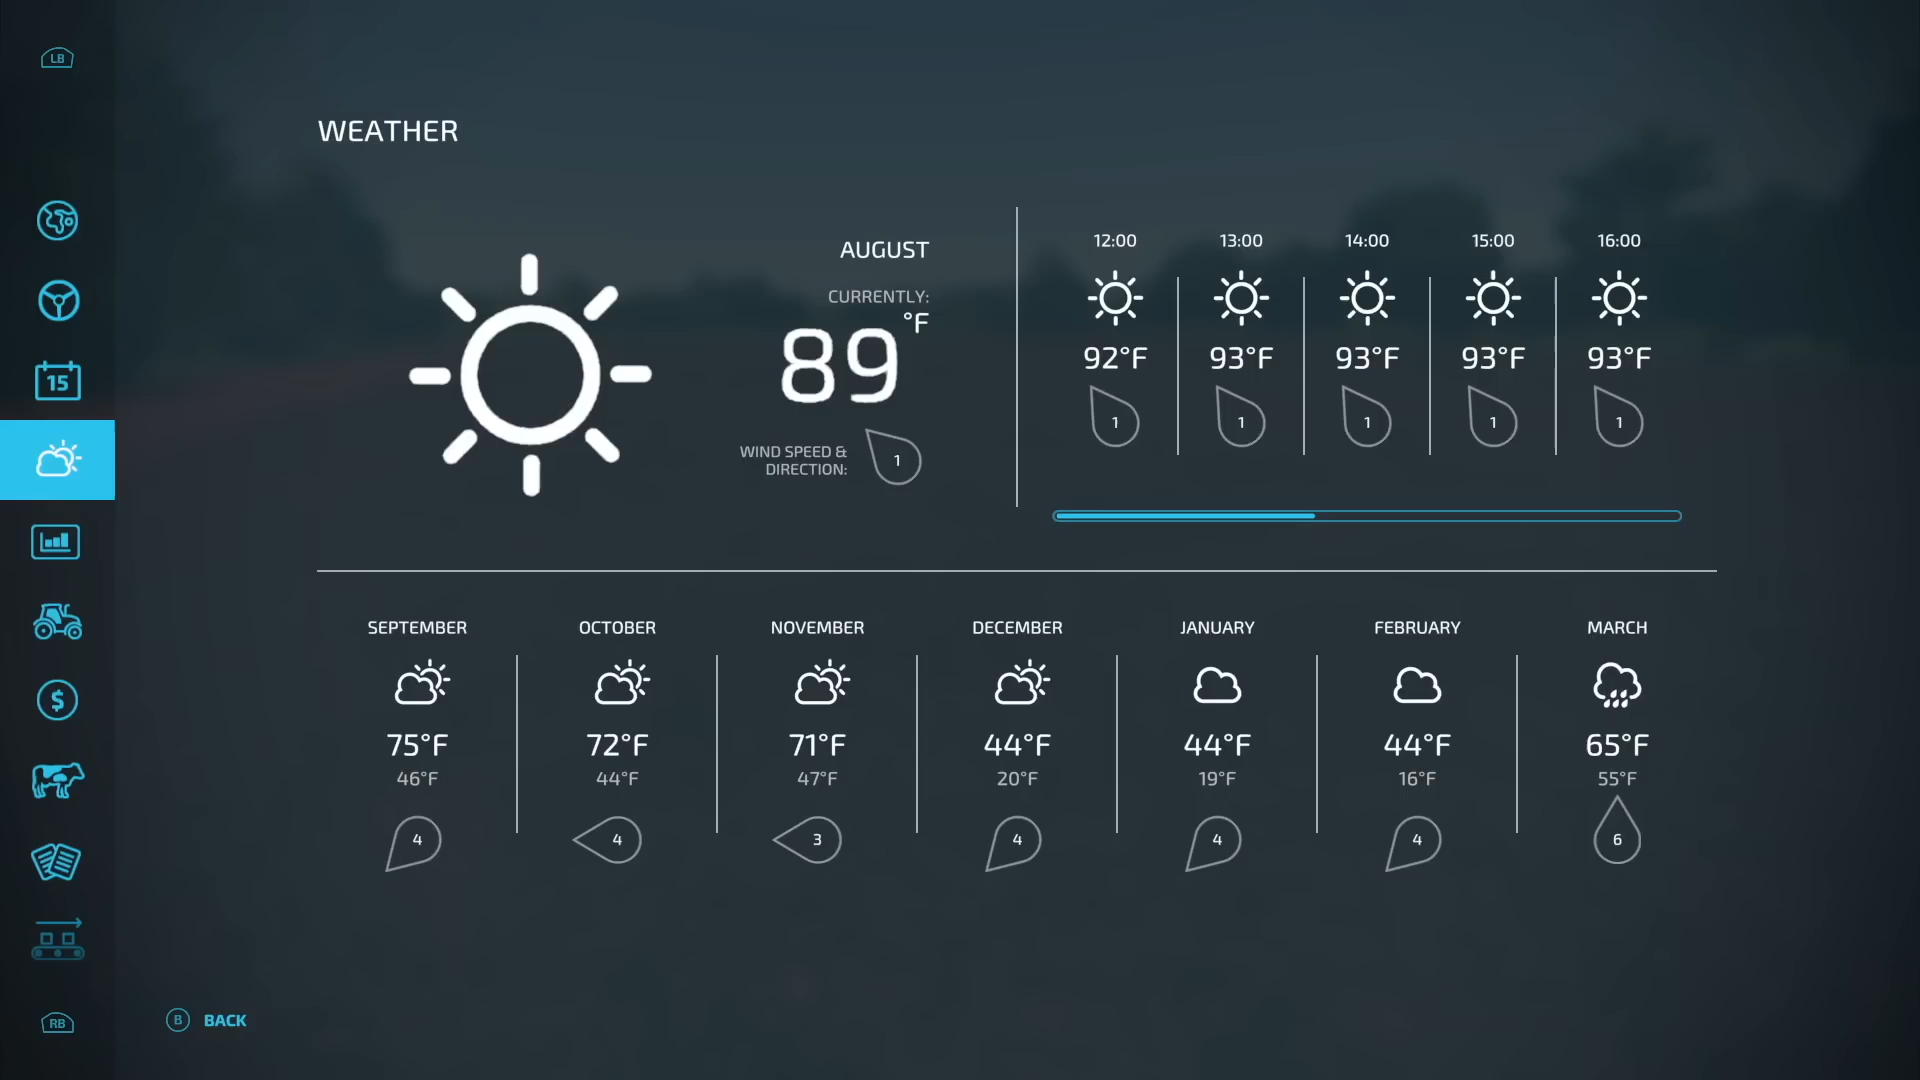 LB
WEATHER
AUGUST
CURRENTLY:
89 °F
WIND SPEED &
DIRECTION:
1
12:00 13:00 14:00 15:00 16:00
92°F 93°F 93°F 93°F 93°F
1 1 1 1 1
15
$
SEPTEMBER OCTOBER NOVEMBER DECEMBER JANUARY FEBRUARY MARCH
75°F 72°F 71°F 44°F 44°F 44°F 65°F
46°F 44°F 47°F 20°F 19°F 16°F 55°F
4 4 3 4 4 4 6
RB
B BACK